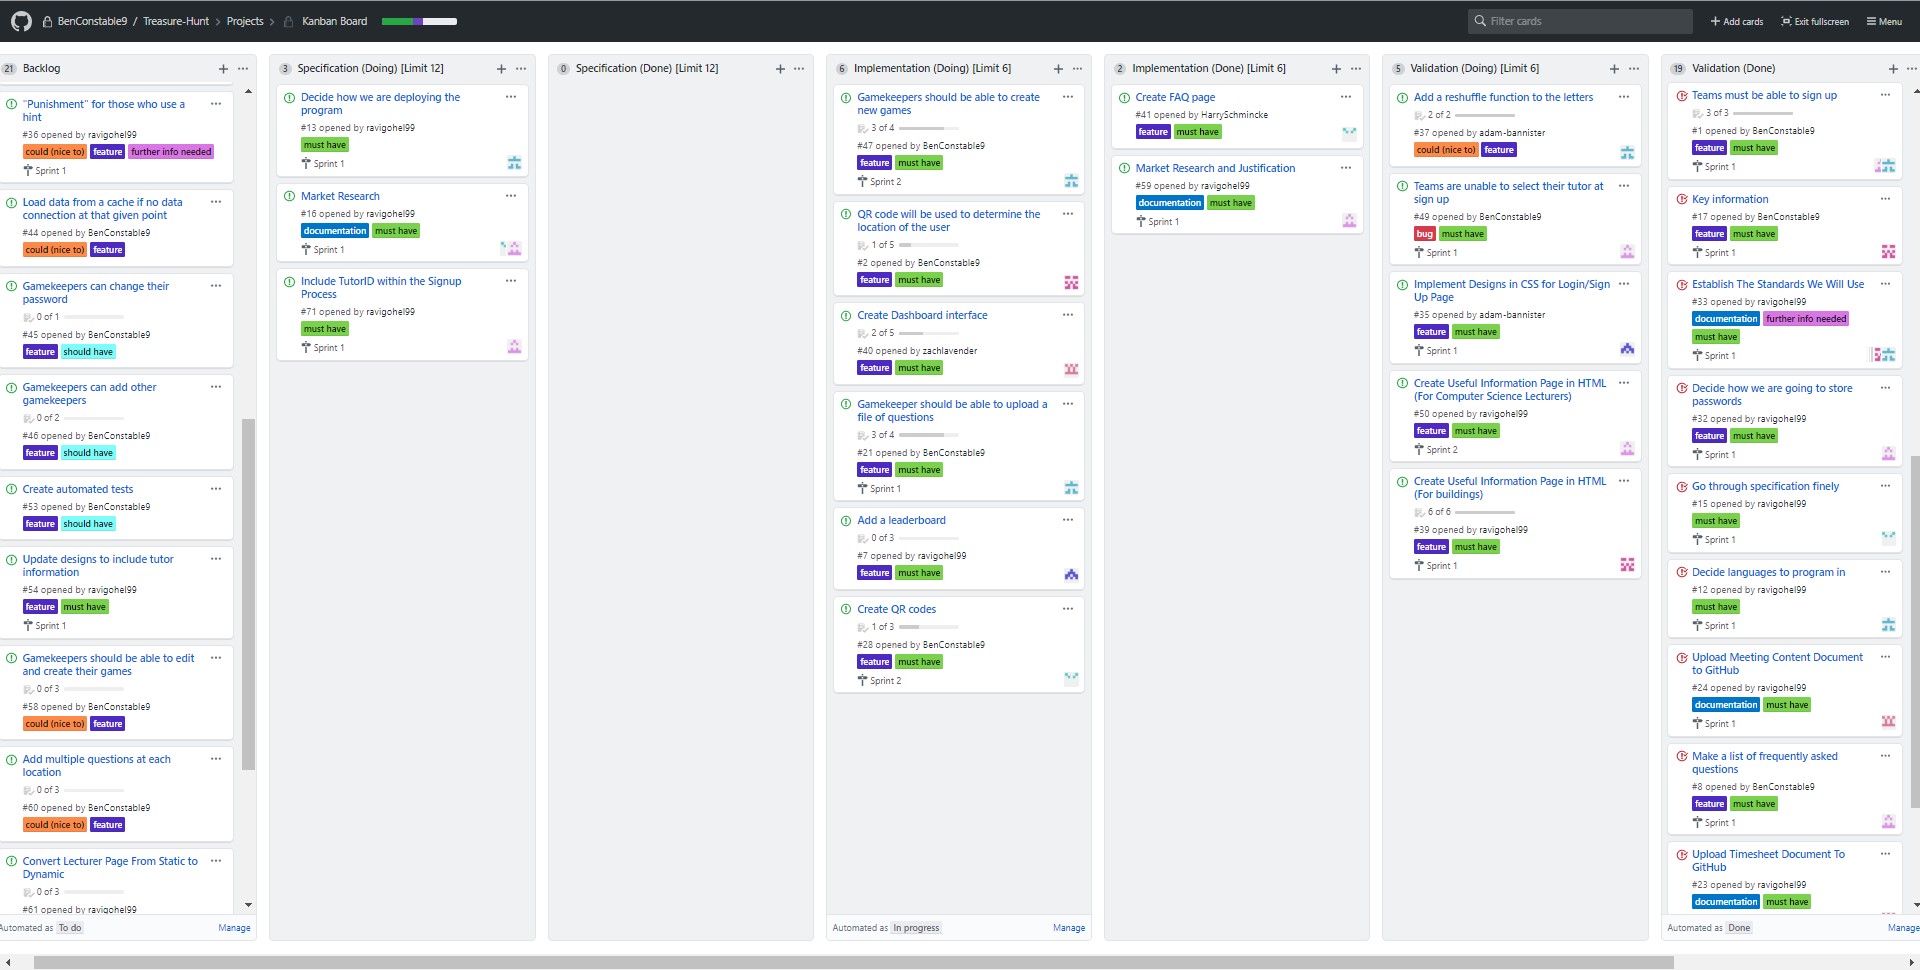 BenConstable9 / Treasure-Hunt > Projects > Kanban Board
Filter cards
+ Add cards
Exit fullscreen
Menu
21 Backlog
"Punishment" for those who use a
hint
#36 opened by ravigohel99
could (nice to) feature further info needed
Sprint 1
Load data from a cache if no data
connection at that given point
#44 opened by BenConstable9
could (nice to) feature
Gamekeepers can change their
password
0 of 1
#45 opened by BenConstable9
feature should have
Gamekeepers can add other
gamekeepers
0 of 2
#46 opened by BenConstable9
feature should have
Create automated tests
#53 opened by BenConstable9
feature should have
Update designs to include tutor
information
#54 opened by ravigohel99
feature must have
Sprint 1
Gamekeepers should be able to edit
and create their games
0 of 3
#58 opened by BenConstable9
could (nice to) feature
Add multiple questions at each
location
0 of 3
#60 opened by BenConstable9
could (nice to) feature
Convert Lecturer Page From Static to
Dynamic
0 of 3
#61 opened by ravigohel99
Automated as To do
Manage
3 Specification (Doing) [Limit 12]
Decide how we are deploying the
program
#13 opened by ravigohel99
must have
Sprint 1
Market Research
#16 opened by ravigohel99
documentation must have
Sprint 1
Include TutorID within the Signup
Process
#71 opened by ravigohel99
must have
Sprint 1
0 Specification (Done) [Limit 12]
6 Implementation (Doing) [Limit 6]
Gamekeepers should be able to create
new games
3 of 4
#47 opened by BenConstable9
feature must have
Sprint 2
QR code will be used to determine the
location of the user
1 of 5
#2 opened by BenConstable9
feature must have
Create Dashboard interface
2 of 5
#40 opened by zachlavender
feature must have
Gamekeeper should be able to upload a
file of questions
3 of 4
#21 opened by BenConstable9
feature must have
Sprint 1
Add a leaderboard
0 of 3
#7 opened by ravigohel99
feature must have
Create QR codes
1 of 3
#28 opened by BenConstable9
feature must have
Sprint 2
Automated as In progress
Manage
2 Implementation (Done) [Limit 6]
Create FAQ page
#41 opened by HarrySchmincke
feature must have
Market Research and Justification
#59 opened by ravigohel99
documentation must have
Sprint 1
5 Validation (Doing) [Limit 6]
Add a reshuffle function to the letters
2 of 2
#37 opened by adam-bannister
could (nice to) feature
Teams are unable to select their tutor at
sign up
#49 opened by BenConstable9
bug must have
Sprint 1
Implement Designs in CSS for Login/Sign
Up Page
#35 opened by adam-bannister
feature must have
Sprint 1
Create Useful Information Page in HTML
(For Computer Science Lecturers)
#50 opened by ravigohel99
feature must have
Sprint 2
Create Useful Information Page in HTML
(For buildings)
6 of 6
#39 opened by ravigohel99
feature must have
Sprint 1
19 Validation (Done)
Teams must be able to sign up
3 of 3
#1 opened by BenConstable9
feature must have
Sprint 1
Key information
#17 opened by BenConstable9
feature must have
Sprint 1
Establish The Standards We Will Use
#33 opened by ravigohel99
documentation further info needed
must have
Sprint 1
Decide how we are going to store
passwords
#32 opened by ravigohel99
feature must have
Sprint 1
Go through specification finely
#15 opened by ravigohel99
must have
Sprint 1
Decide languages to program in
#12 opened by ravigohel99
must have
Sprint 1
Upload Meeting Content Document
to GitHub
#24 opened by ravigohel99
documentation must have
Sprint 1
Make a list of frequently asked
questions
#8 opened by BenConstable9
feature must have
Sprint 1
Upload Timesheet Document To
GitHub
#23 opened by ravigohel99
documentation must have
Automated as Done
Manage